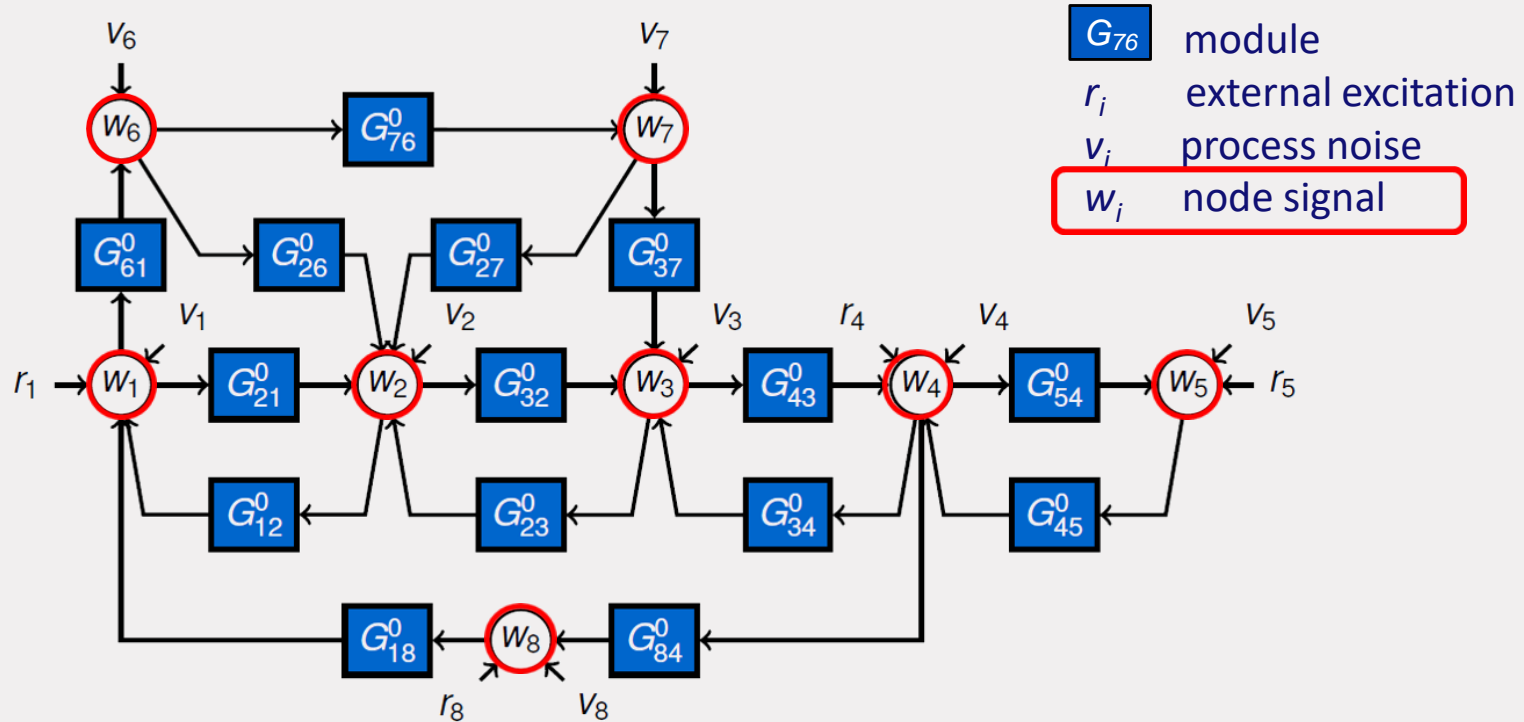 v6
v7
G76 module
ri external excitation
vi process noise
wi node signal
w6
G⁰76
w7
G⁰61
G⁰26
G⁰27
G⁰37
v1
v2
v3
r4
v4
v5
r1
w1
G⁰21
w2
G⁰32
w3
G⁰43
w4
G⁰54
w5
r5
G⁰12
G⁰23
G⁰34
G⁰45
G⁰18
w8
G⁰84
r8
v8